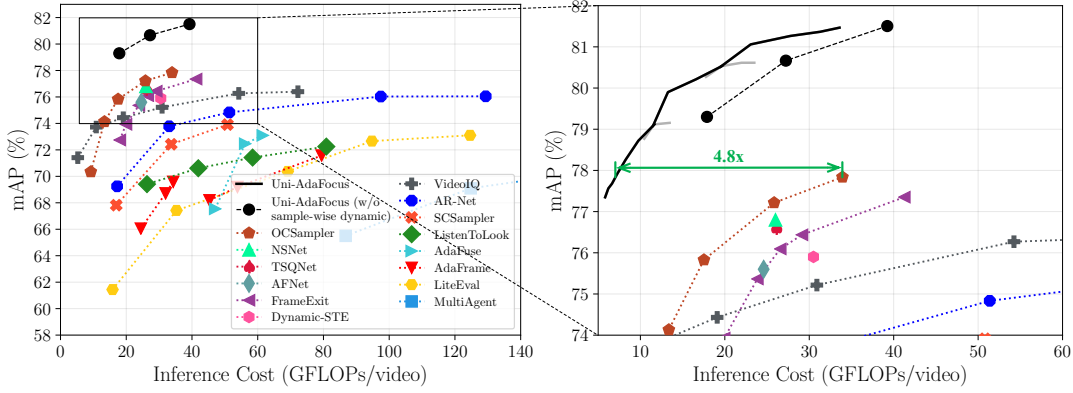 82
80
78
76
74
72
70
68
66
64
62
60
58
mAP (%)
0
20
40
60
80
100
120
140
Inference Cost (GFLOPs/video)
Uni-AdaFocus
Uni-AdaFocus (w/o
sample-wise dynamic)
OCSampler
NSNet
TSQNet
AFNet
FrameExit
Dynamic-STE
VideoIQ
AR-Net
SCSampler
ListenToLook
AdaFuse
AdaFrame
LiteEval
MultiAgent
82
81
80
79
78
77
76
75
74
mAP (%)
4.8x
10
20
30
40
50
60
Inference Cost (GFLOPs/video)